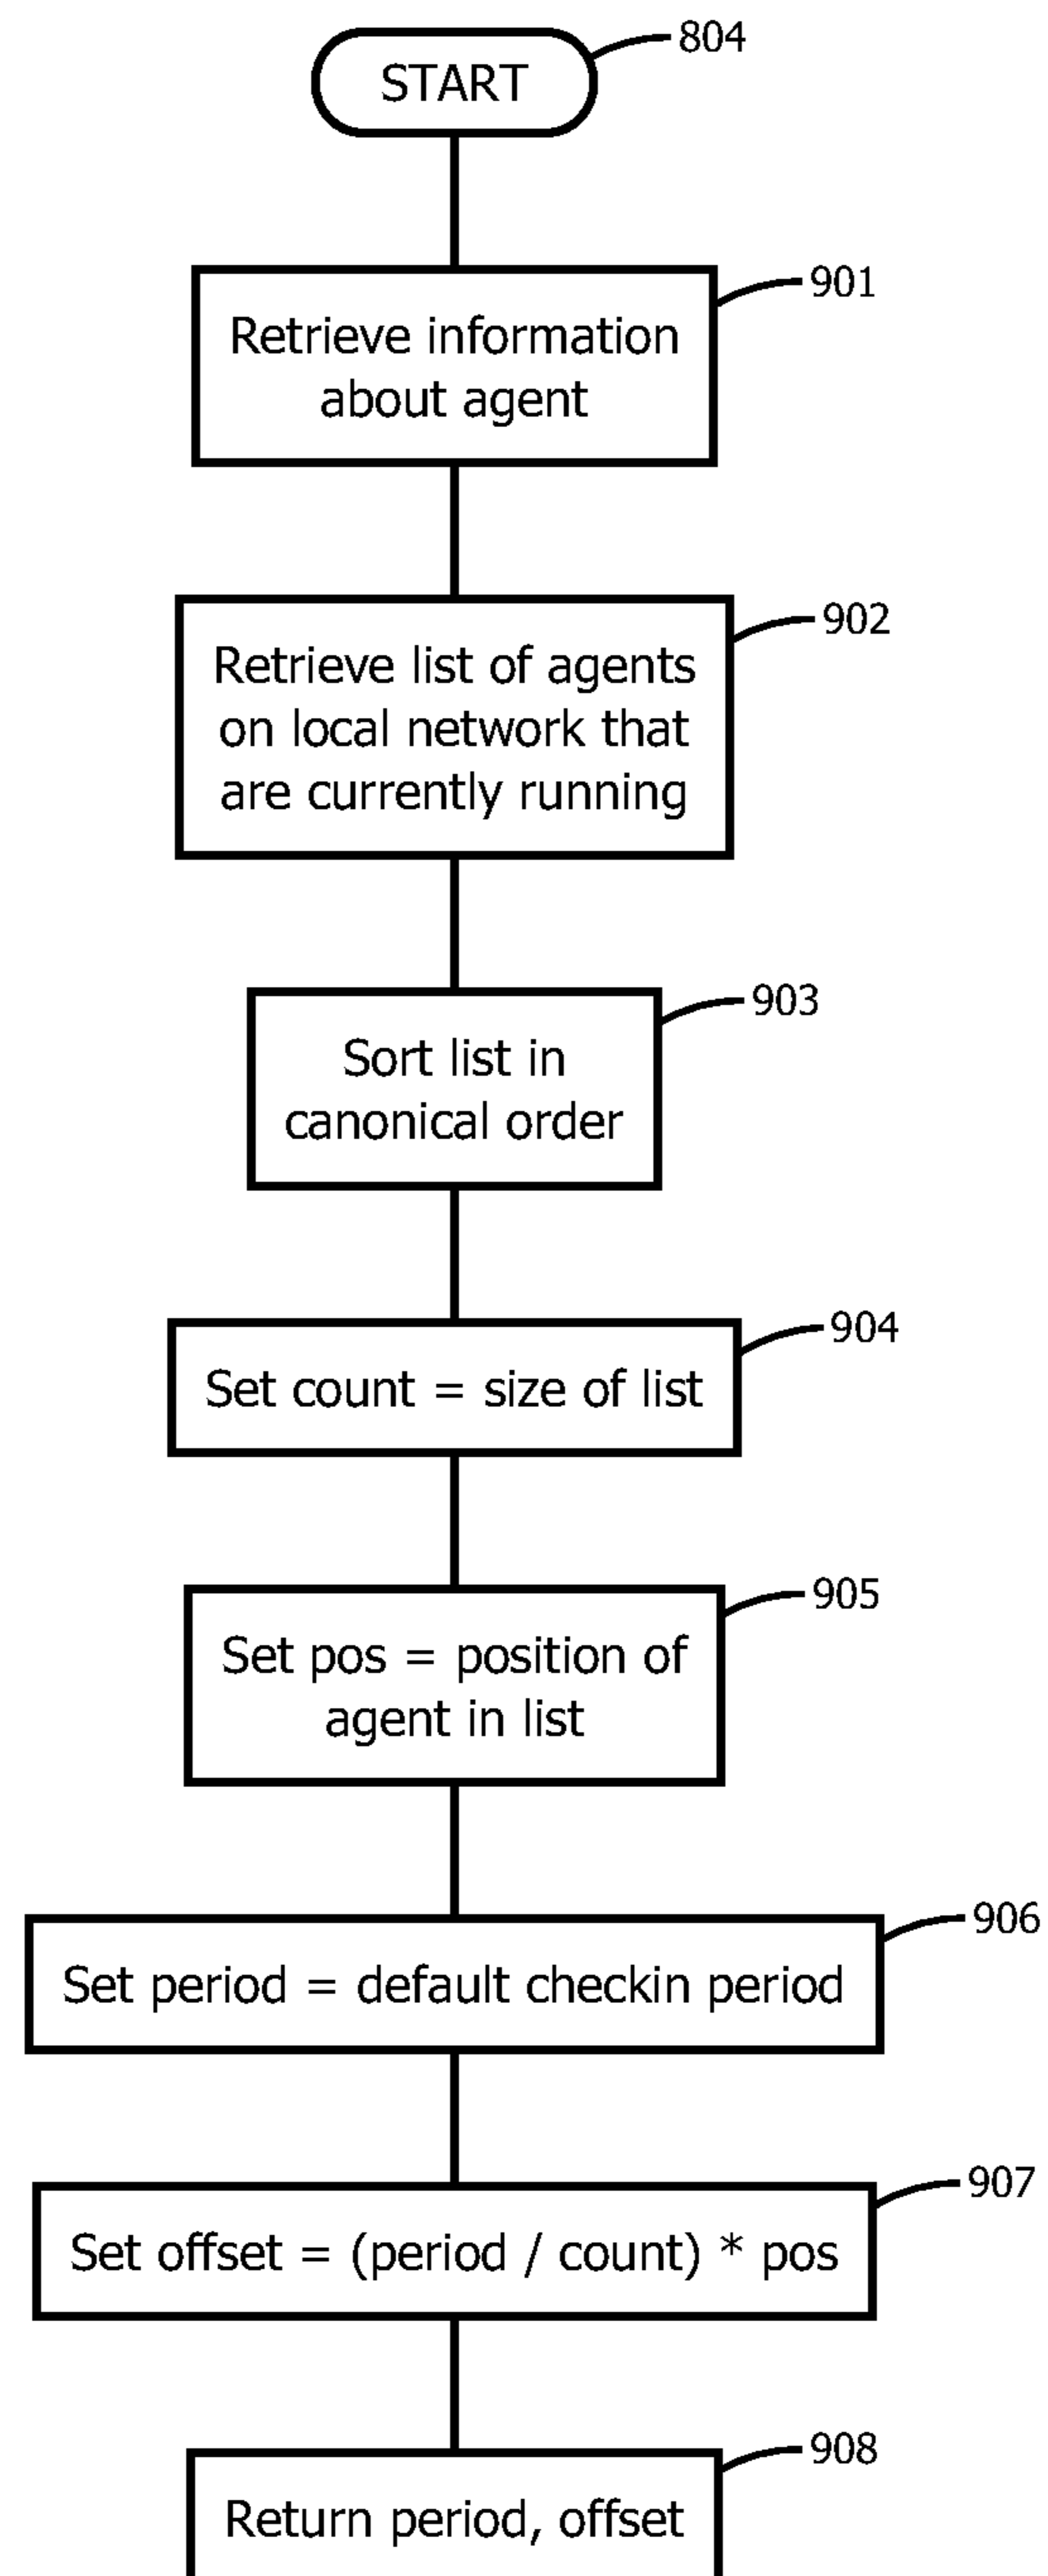 START
804
Retrieve information
about agent
901
Retrieve list of agents
on local network that
are currently running
902
Sort list in
canonical order
903
Set count = size of list
904
Set pos = position of
agent in list
905
Set period = default checkin period
906
Set offset = (period / count) * pos
907
Return period, offset
908